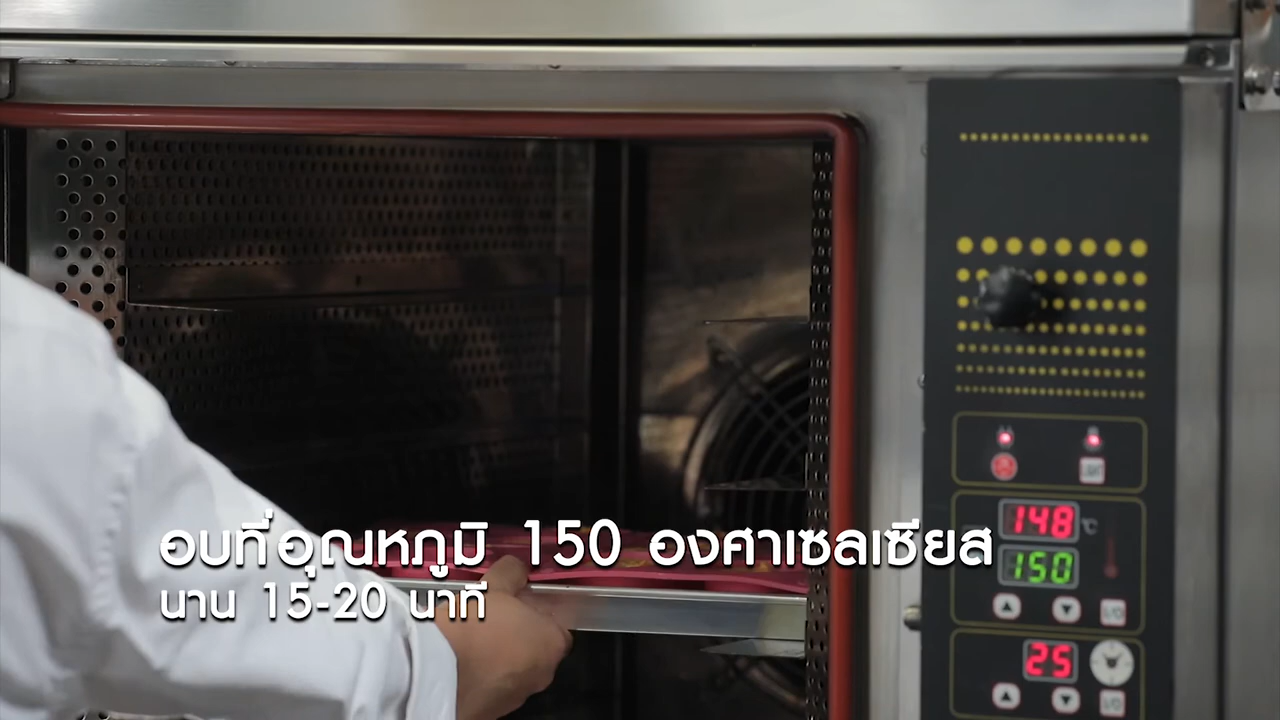 148 °C
150
25
อบที่อุณหภูมิ 150 องศาเซลเซียส
นาน 15-20 นาที